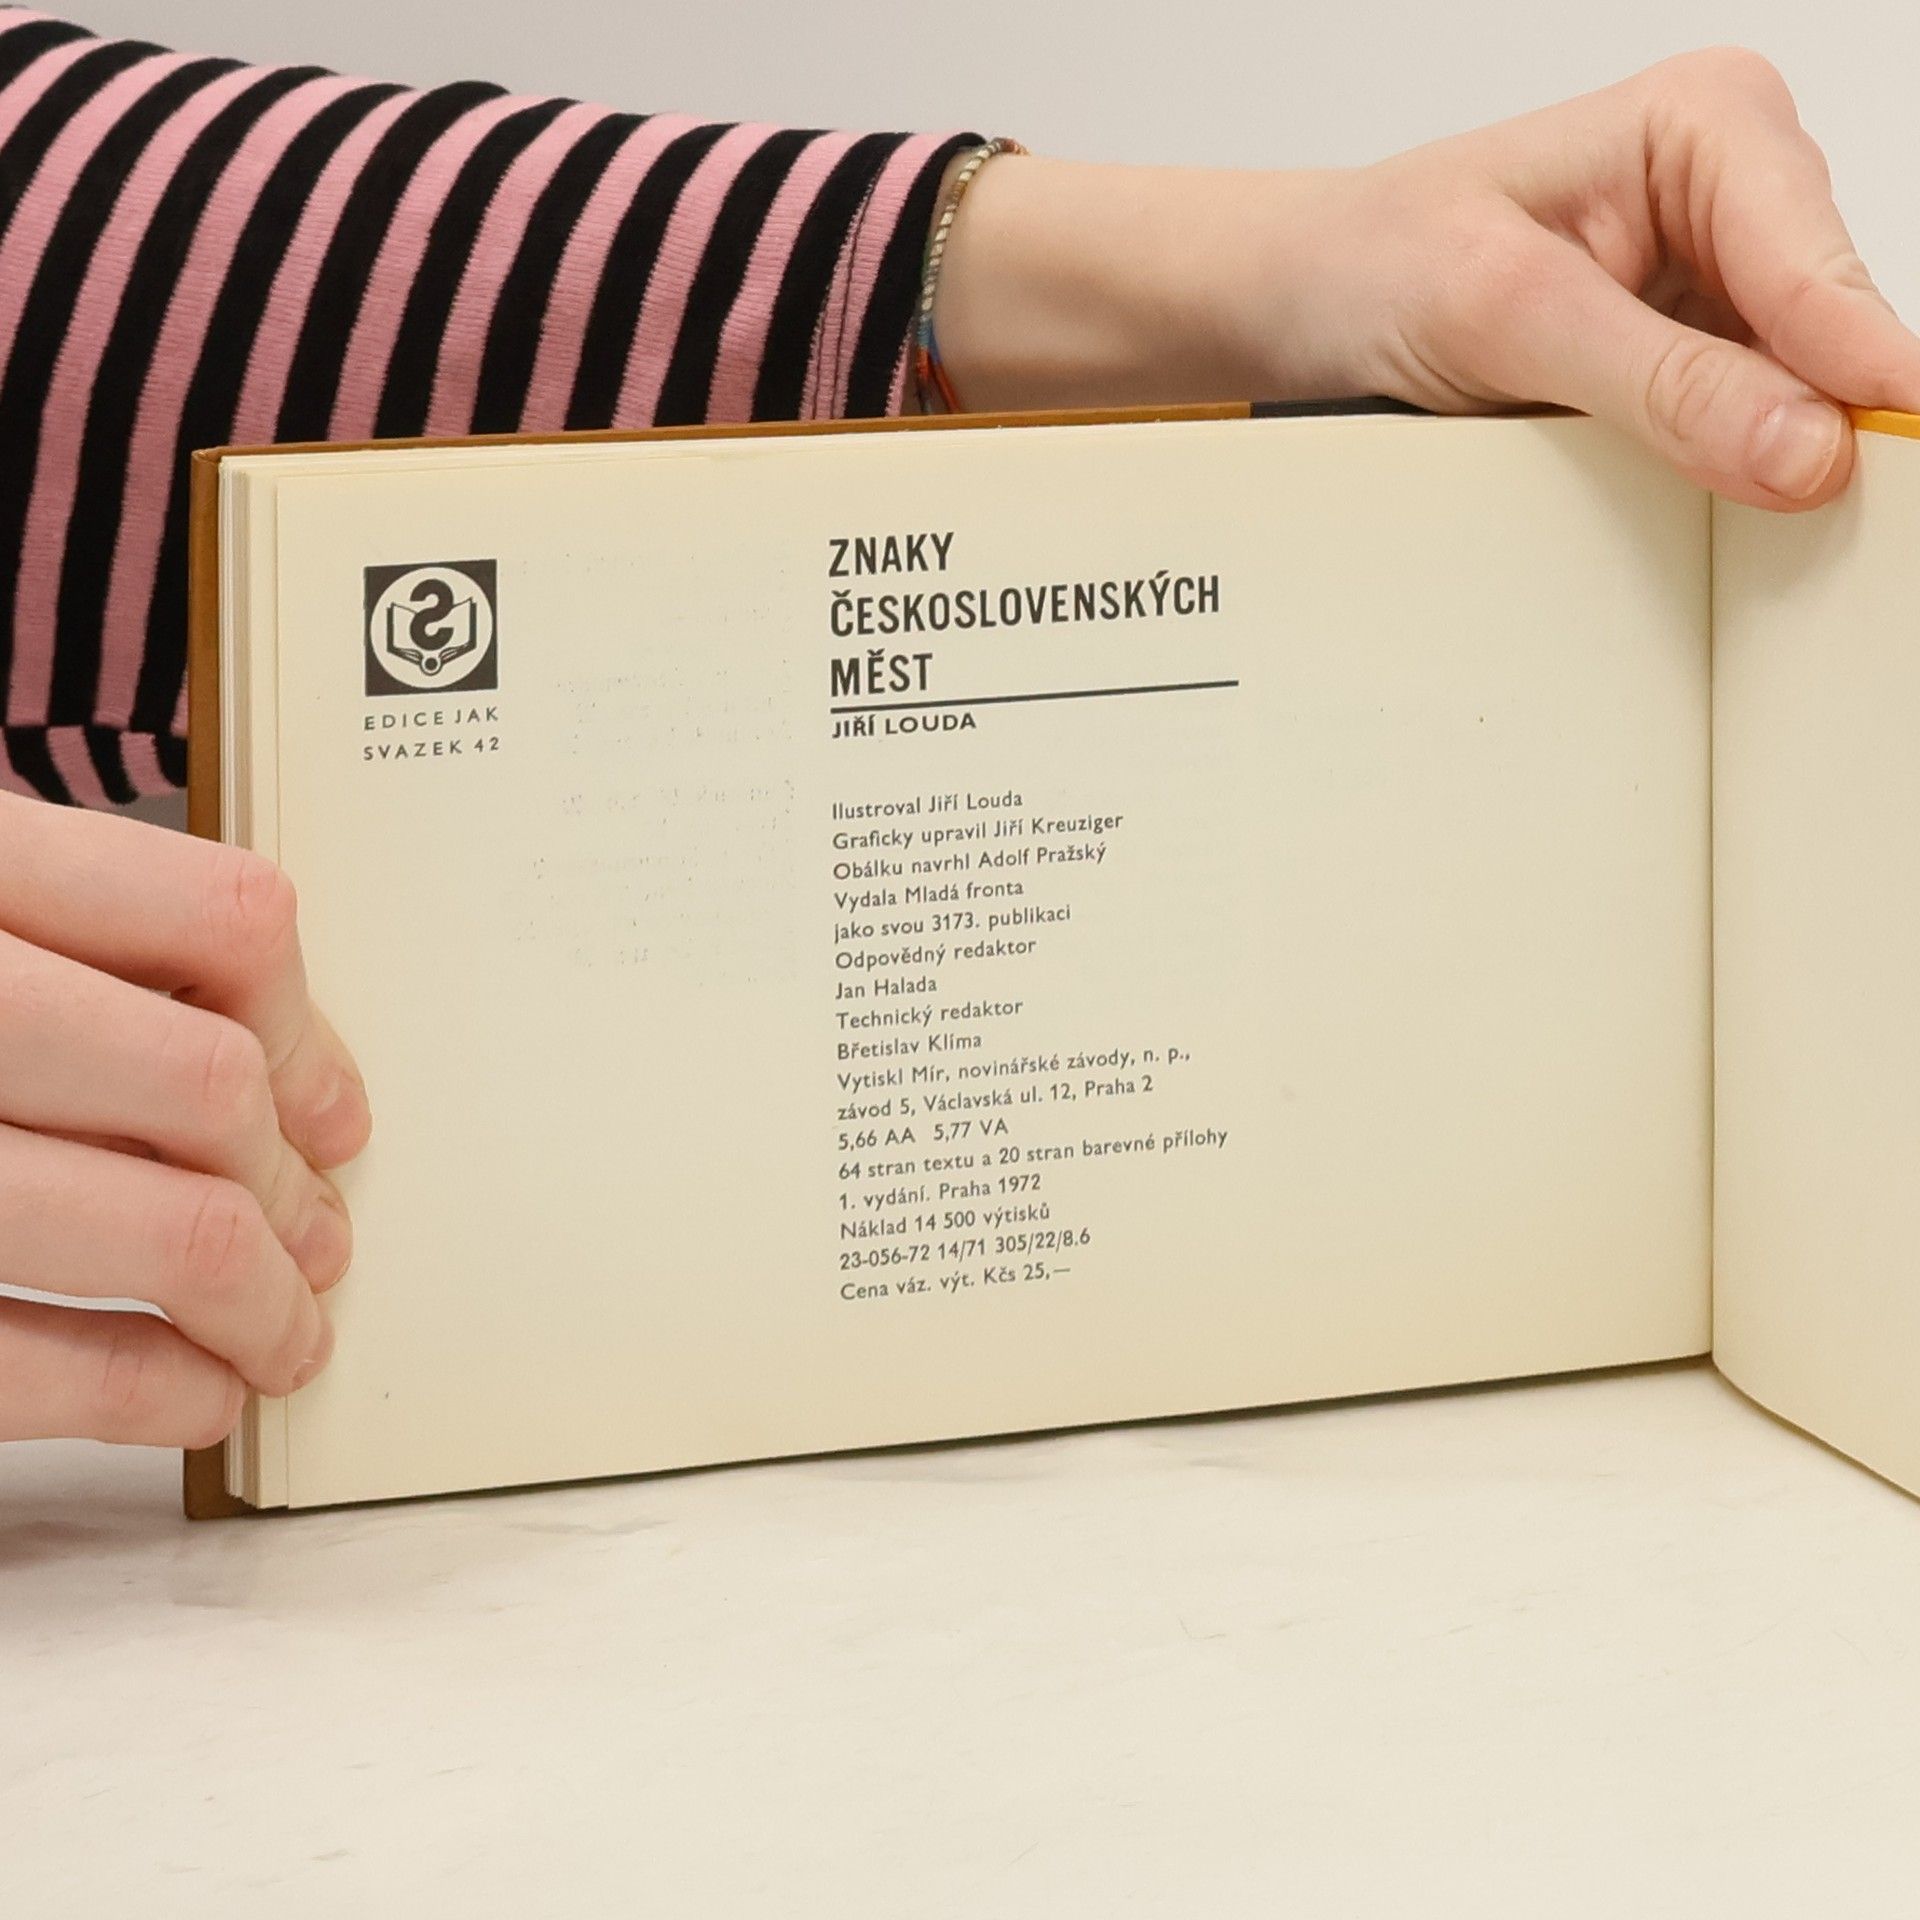 EDICE JAK
SVAZEK 42
ZNAKY
ČESKOSLOVENSKÝCH
MĚST
JIŘÍ LOUDA
Ilustroval Jiří Louda
Graficky upravil Jiří Kreuziger
Obálku navrhl Adolf Pražský
Vydala Mladá fronta
jako svou 3173. publikaci
Odpovědný redaktor
Jan Halada
Technický redaktor
Břetislav Klíma
Vytiskl Mír, novinářské závody, n. p.,
závod 5, Václavská ul. 12, Praha 2
5,66 AA 5,77 VA
64 stran textu a 20 stran barevné přílohy
1. vydání. Praha 1972
Náklad 14 500 výtisků
23-056-72 14/71 305/22/8.6
Cena váz. výt. Kčs 25,—